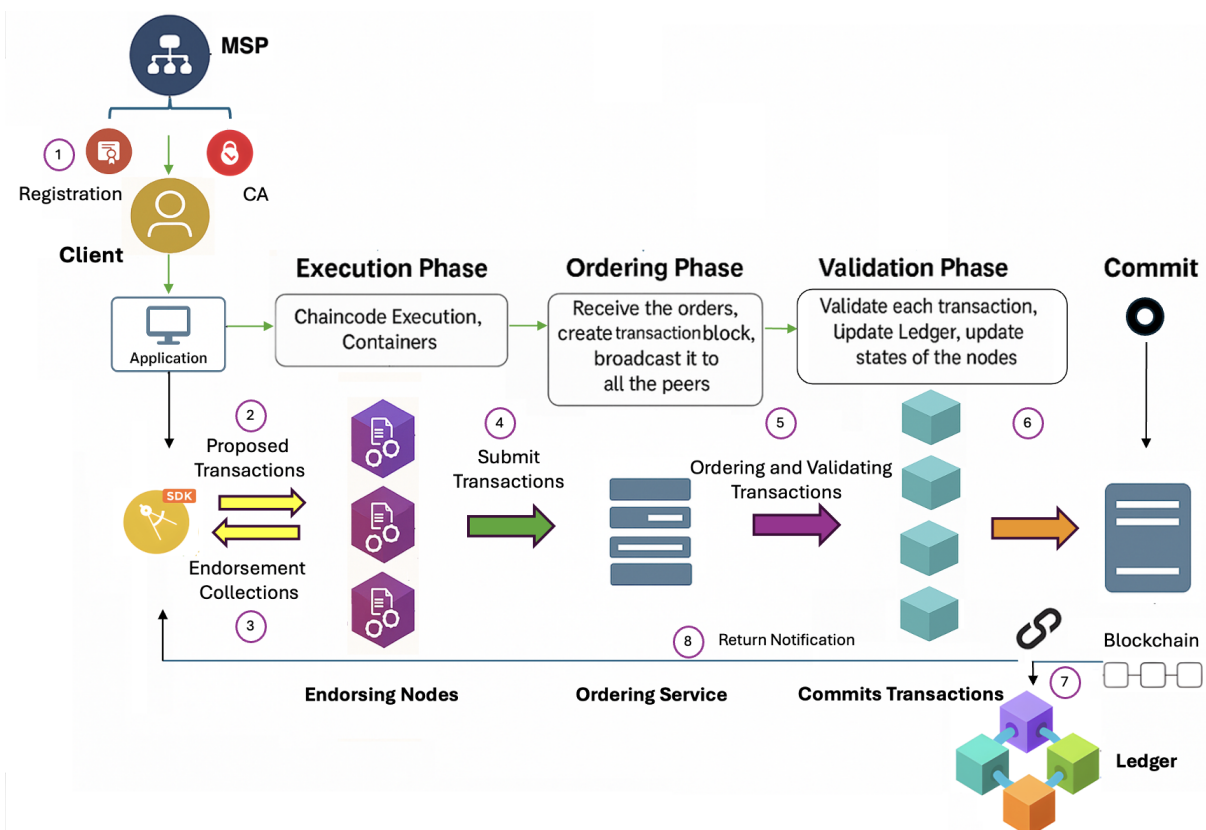 MSP
1
Registration
CA
Client
Application
Execution Phase
Chaincode Execution,
Containers
Ordering Phase
Receive the orders,
create transaction block,
broadcast it to
all the peers
Validation Phase
Validate each transaction,
Update Ledger, update
states of the nodes
Commit
2
Proposed
Transactions
SDK
Endorsement
Collections
3
4
Submit
Transactions
5
Ordering and Validating
Transactions
6
8
Return Notification
Blockchain
7
Endorsing Nodes
Ordering Service
Commits Transactions
Ledger